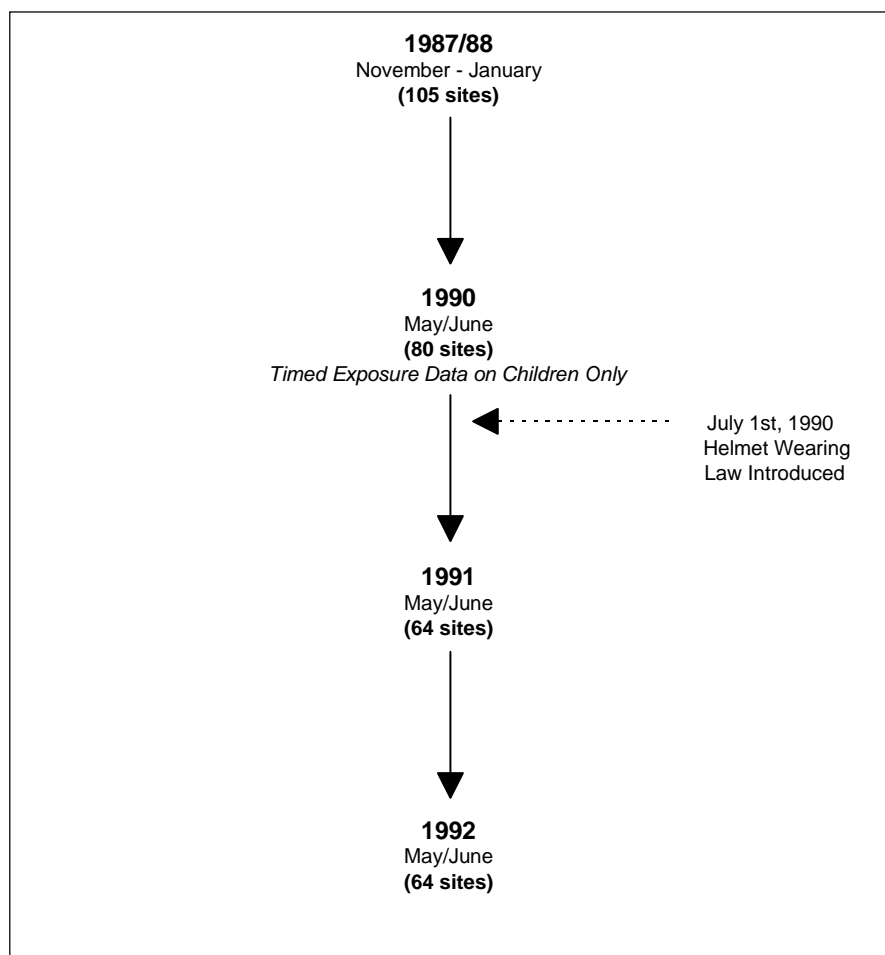 1987/88
November - January
(105 sites)
1990
May/June
(80 sites)
Timed Exposure Data on Children Only
July 1st, 1990
Helmet Wearing
Law Introduced
1991
May/June
(64 sites)
1992
May/June
(64 sites)